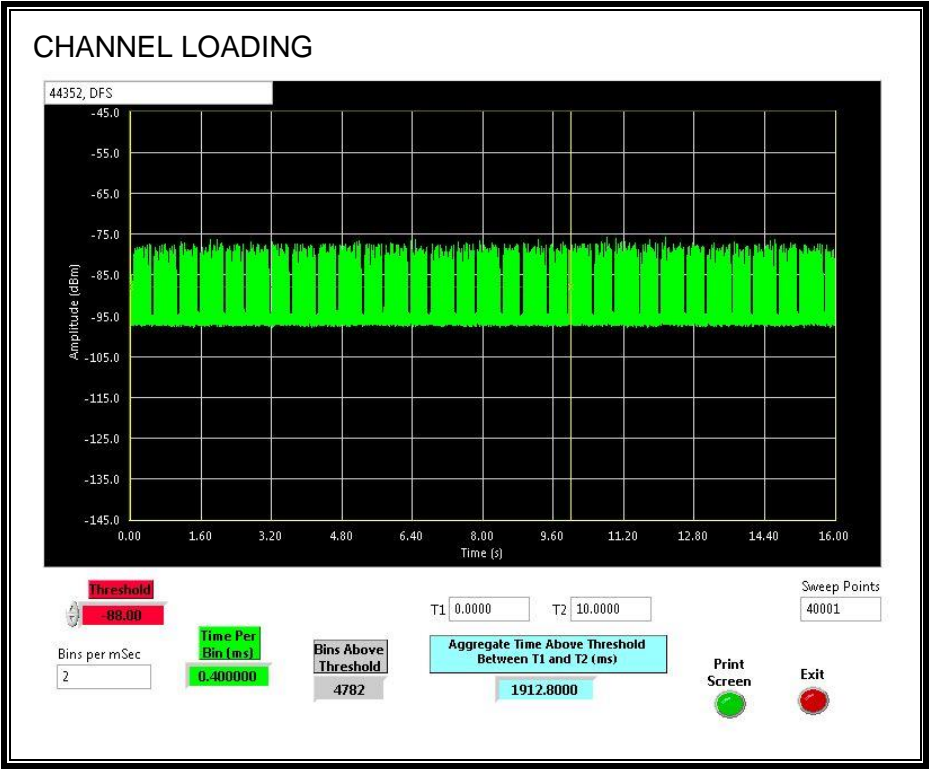 CHANNEL LOADING
44352, DFS
-45.0
-55.0
-65.0
-75.0
-85.0
-95.0
-105.0
-115.0
-125.0
-135.0
-145.0
Amplitude (dBm)
0.00 1.60 3.20 4.80 6.40 8.00 9.60 11.20 12.80 14.40 16.00
Time (s)
Threshold
-88.00
T1 0.0000 T2 10.0000
Sweep Points
40001
Bins per mSec
2
Time Per
Bin (ms)
0.400000
Bins Above
Threshold
4782
Aggregate Time Above Threshold
Between T1 and T2 (ms)
1912.8000
Print
Screen
Exit